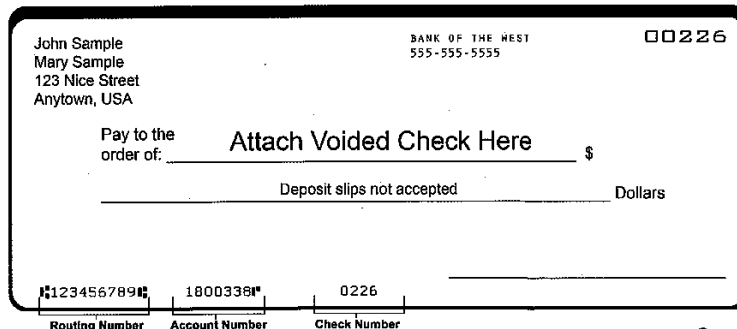 John Sample
Mary Sample
123 Nice Street
Anytown, USA
BANK OF THE WEST
555-555-5555
00226
Pay to the
order of:
Attach Voided Check Here
$
Deposit slips not accepted
Dollars
⑆123456789⑆ 1800338⑈ 0226
Routing Number Account Number Check Number